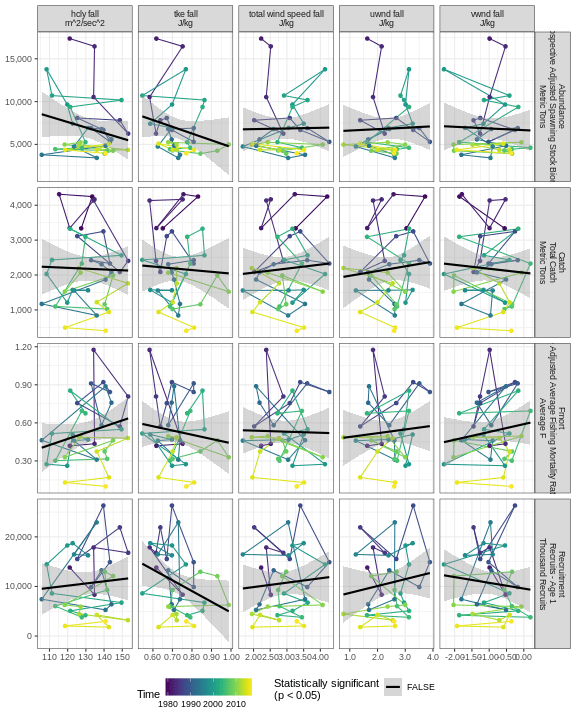 hcly fall
m^2/sec^2
tke fall
J/kg
total wind speed fall
J/kg
uwnd fall
J/kg
vwnd fall
J/kg
15,000
10,000
5,000
Abundance
Adjusted Spawning Stock
Metric Tons
4,000
3,000
2,000
1,000
Catch
Total Catch
Metric Tons
1.20
0.90
0.60
0.30
Fmort
Adjusted Average Fishing Mortality
Average F
20,000
10,000
0
Recruitment
Recruits - Age 1
Thousand Recruits
110 120 130 140 150
0.60 0.70 0.80 0.90 1.00
2.00 2.50 3.00 3.50 4.00
1.0 2.0 3.0 4.0
-2.00 -1.50 -1.00 -0.50 0.00
Time
1980 1990 2000 2010
Statistically significant
(p < 0.05)
FALSE